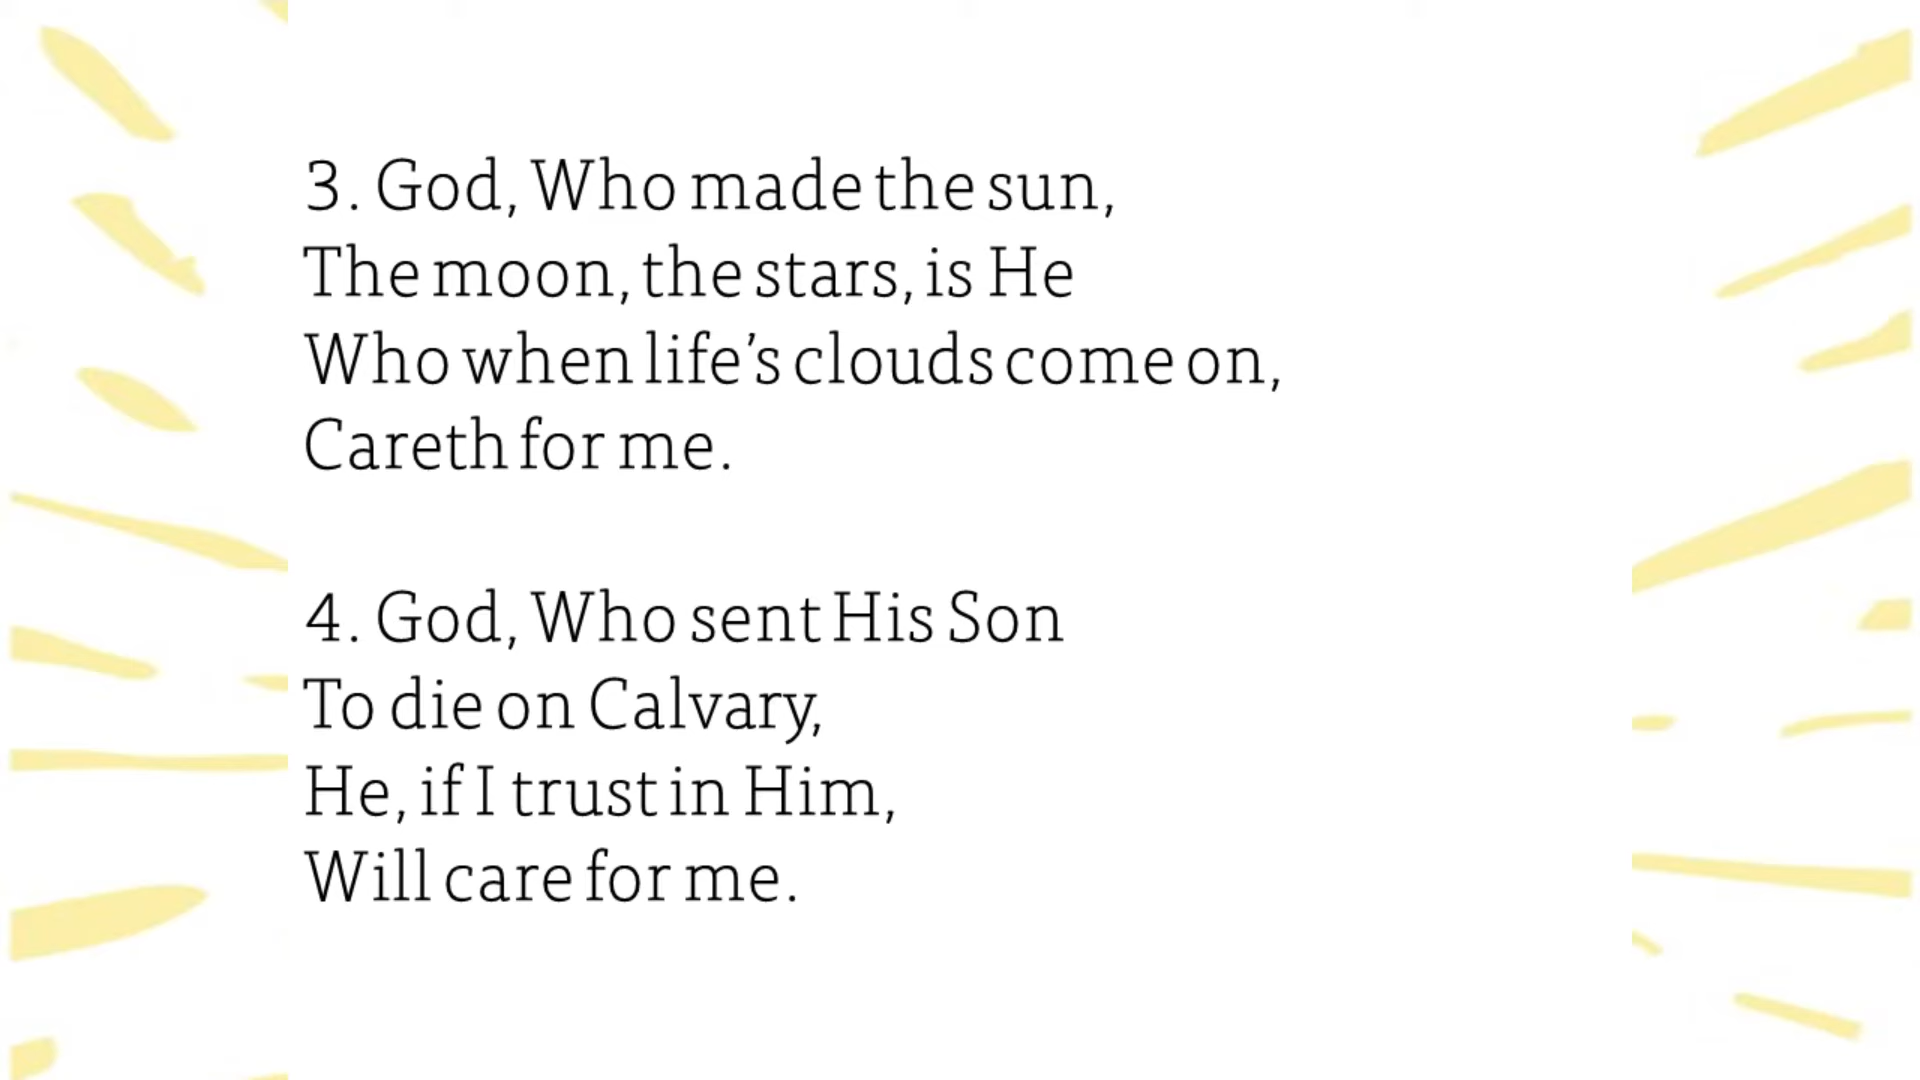 3. God, Who made the sun,
The moon, the stars, is He
Who when life’s clouds come on,
Careth for me.
4. God, Who sent His Son
To die on Calvary,
He, if I trust in Him,
Will care for me.